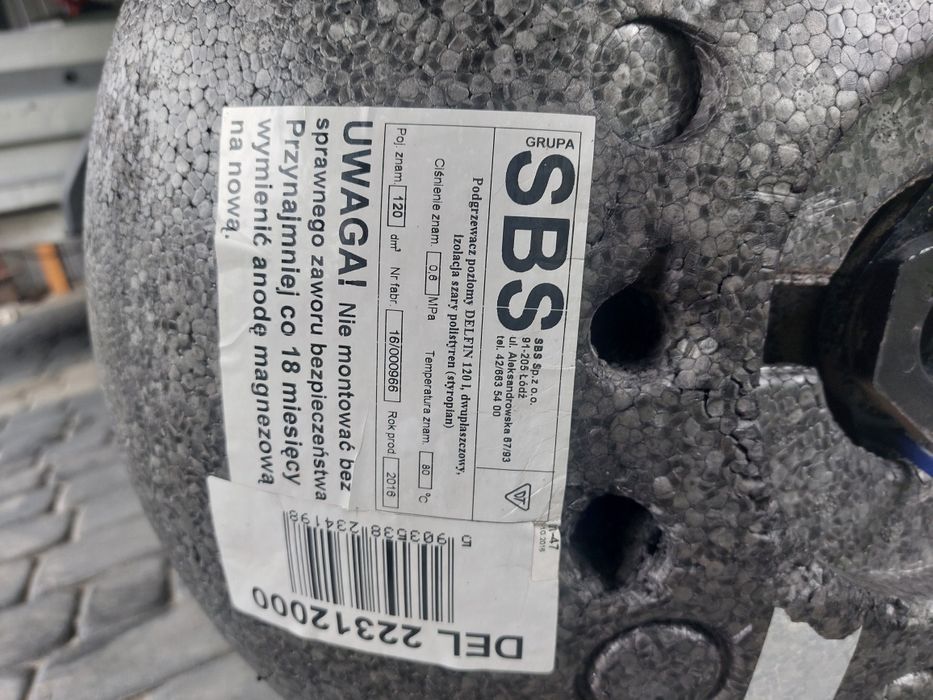 GRUPA
SBS
SBS Sp. z o.o.
91-205 Łódź
ul. Aleksandrowska 67/93
tel. 42/663 54 00
Podgrzewacz poziomy DELFIN 120 l, dwupłaszczowy,
Izolacja szary polistyren (styropian)
Ciśnienie znam. 0,6 MPa Temperatura znam. 80 °C
Poj. znam. 120 dm³ Nr fabr. 16/000966 Rok prod 2016
UWAGA! Nie montować bez
sprawnego zaworu bezpieczeństwa
Przynajmniej co 18 miesięcy
wymienić anodę magnezową
na nową.
DEL 22312000
5 903538 234198